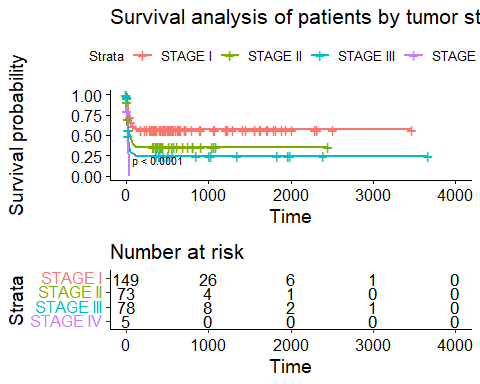 Survival analysis of patients by tumor st
Strata STAGE I STAGE II STAGE III STAGE
Survival probability
1.00
0.75
0.50
0.25
0.00
p < 0.0001
0 1000 2000 3000 4000
Time
Number at risk
Strata
STAGE I 149 26 6 1 0
STAGE II 73 4 1 0 0
STAGE III 78 8 2 1 0
STAGE IV 5 0 0 0 0
0 1000 2000 3000 4000
Time